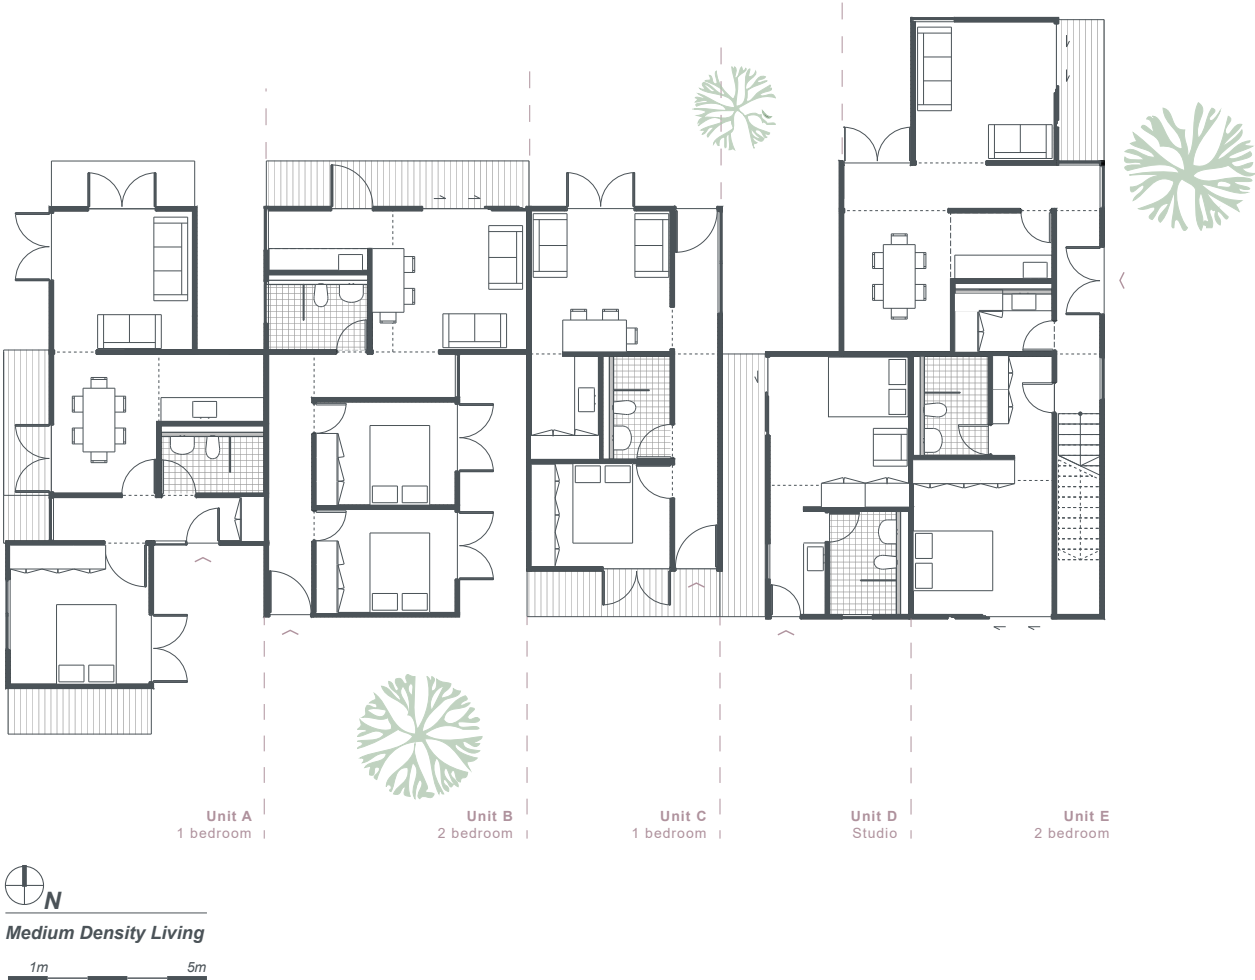 Unit A
1 bedroom
Unit B
2 bedroom
Unit C
1 bedroom
Unit D
Studio
Unit E
2 bedroom
N
Medium Density Living
1m 5m